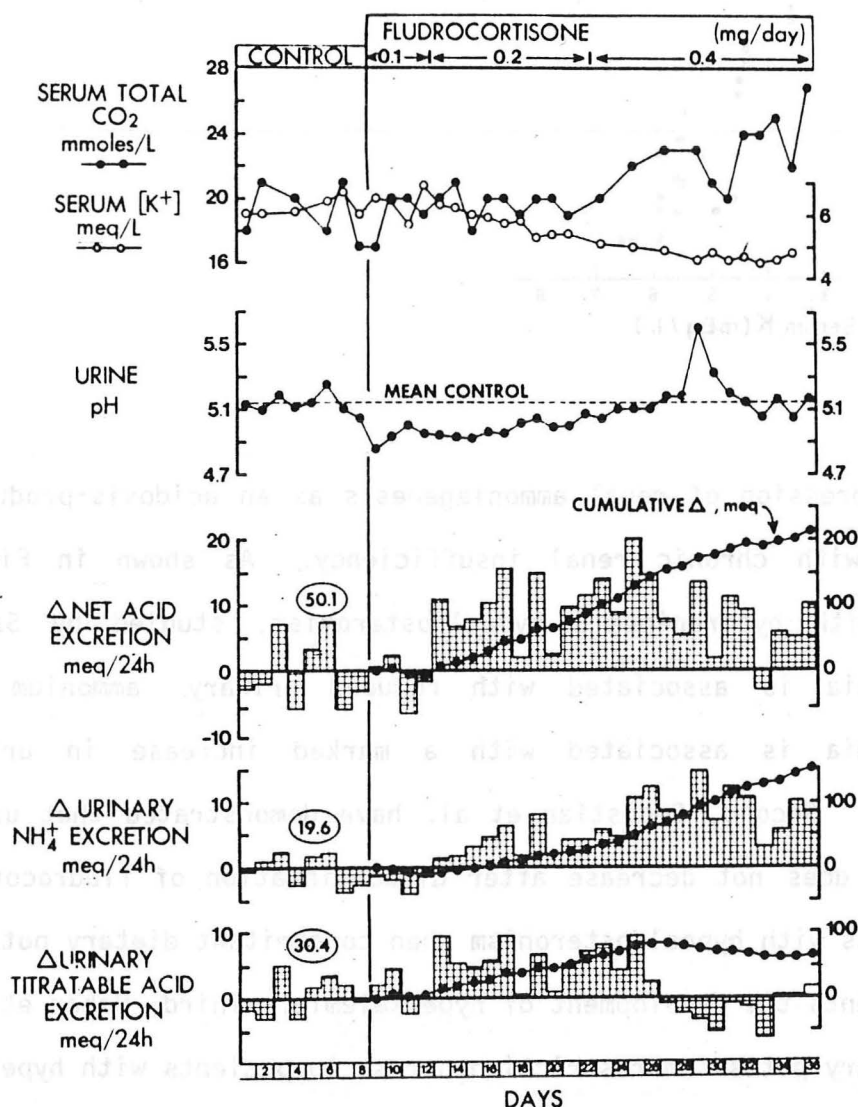 FLUDROCORTISONE (mg/day)
CONTROL 0.1 0.2 0.4
SERUM TOTAL
CO2
mmoles/L
SERUM [K+]
meq/L
28
24
20
16
6
4
URINE
pH
5.5
5.1
4.7
5.5
5.1
4.7
MEAN CONTROL
CUMULATIVE Δ, meq
Δ NET ACID
EXCRETION
meq/24h
20
10
0
-10
50.1
200
100
0
Δ URINARY
NH4+ EXCRETION
meq/24h
10
0
19.6
100
0
Δ URINARY
TITRATABLE ACID
EXCRETION
meq/24h
10
0
30.4
100
0
2 4 6 8 10 12 14 16 18 20 22 24 26 28 30 32 34 36
DAYS